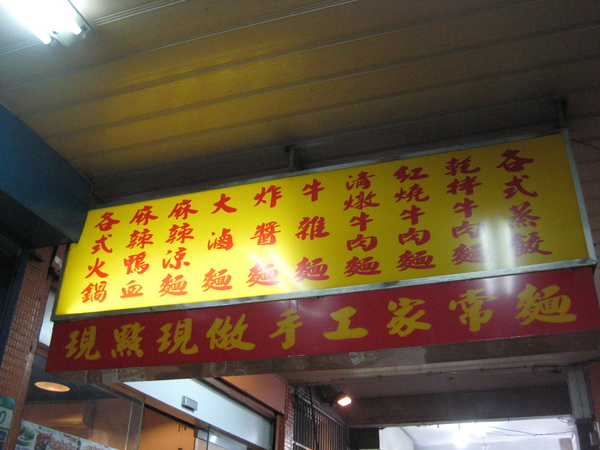 各式蒸餃
乾拌牛肉麵
紅燒牛肉麵
清燉牛肉麵
牛雜麵
炸醬麵
大滷麵
麻辣涼麵
麻辣鴨血
各式火鍋
現點現做手工家常麵